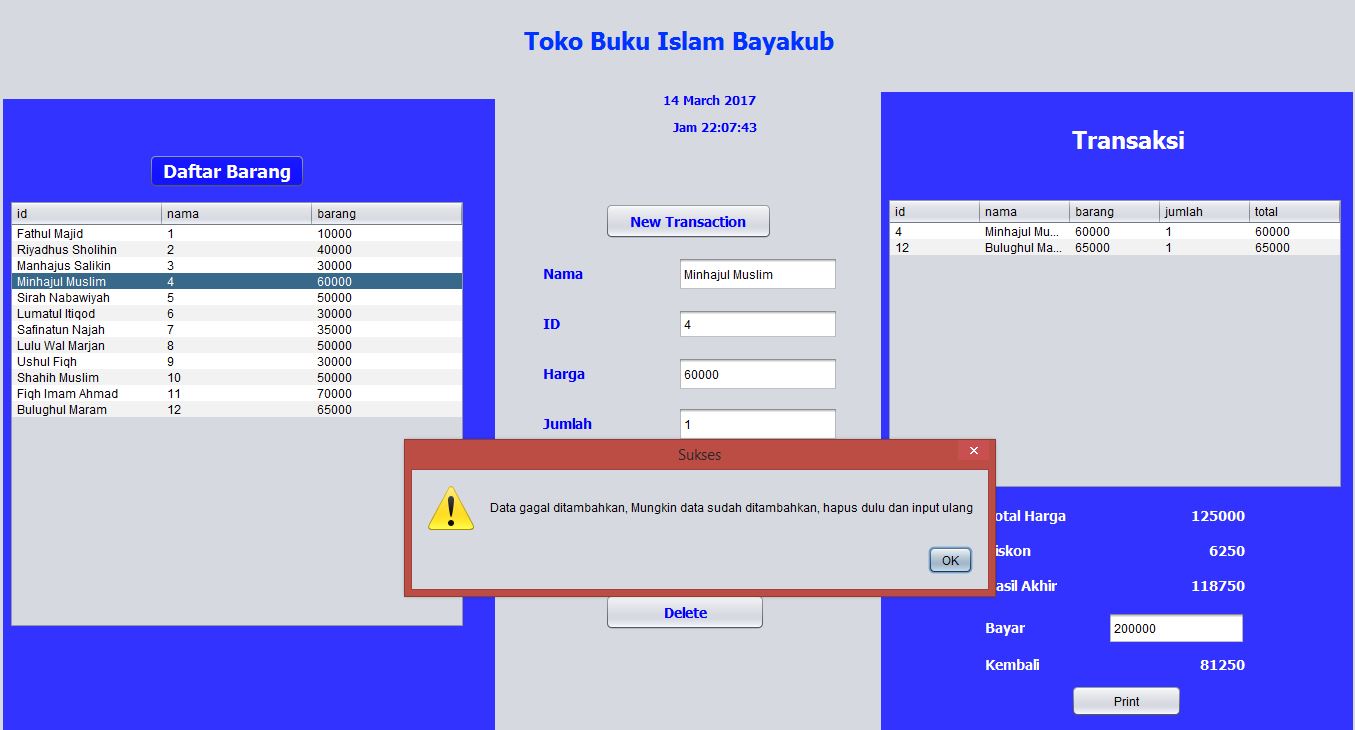 Toko Buku Islam Bayakub
14 March 2017
Jam 22:07:43
Daftar Barang
id nama barang
Fathul Majid 1 10000
Riyadhus Sholihin 2 40000
Manhajus Salikin 3 30000
Minhajul Muslim 4 60000
Sirah Nabawiyah 5 50000
Lumatul Itiqod 6 30000
Safinatun Najah 7 35000
Lulu Wal Marjan 8 50000
Ushul Fiqh 9 30000
Shahih Muslim 10 50000
Fiqh Imam Ahmad 11 70000
Bulughul Maram 12 65000
New Transaction
Nama Minhajul Muslim
ID 4
Harga 60000
Jumlah 1
Sukses
Data gagal ditambahkan, Mungkin data sudah ditambahkan, hapus dulu dan input ulang
OK
Delete
Transaksi
id nama barang jumlah total
4 Minhajul Mu... 60000 1 60000
12 Bulughul Ma... 65000 1 65000
otal Harga 125000
iskon 6250
asil Akhir 118750
Bayar 200000
Kembali 81250
Print